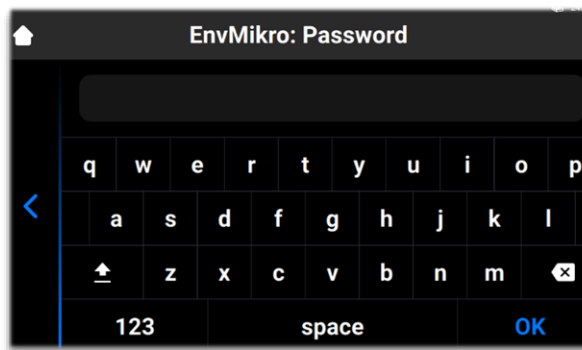 EnvMikro: Password
q w e r t y u i o p
a s d f g h j k l
z x c v b n m
123 space OK